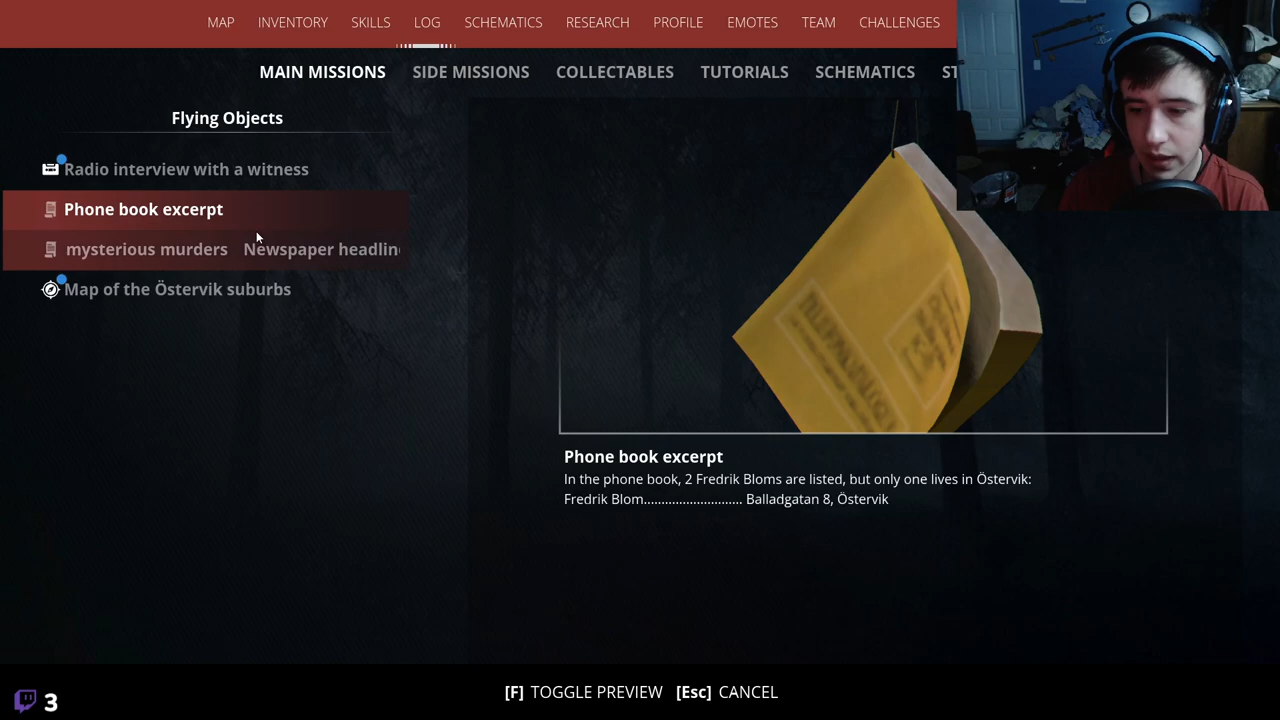 MAP INVENTORY SKILLS LOG SCHEMATICS RESEARCH PROFILE EMOTES TEAM CHALLENGES
MAIN MISSIONS SIDE MISSIONS COLLECTABLES TUTORIALS SCHEMATICS ST
Flying Objects
Radio interview with a witness
Phone book excerpt
mysterious murders Newspaper headlin
Map of the Östervik suburbs
Phone book excerpt
In the phone book, 2 Fredrik Bloms are listed, but only one lives in Östervik:
Fredrik Blom........................... Balladgatan 8, Östervik
[F] TOGGLE PREVIEW [Esc] CANCEL
3